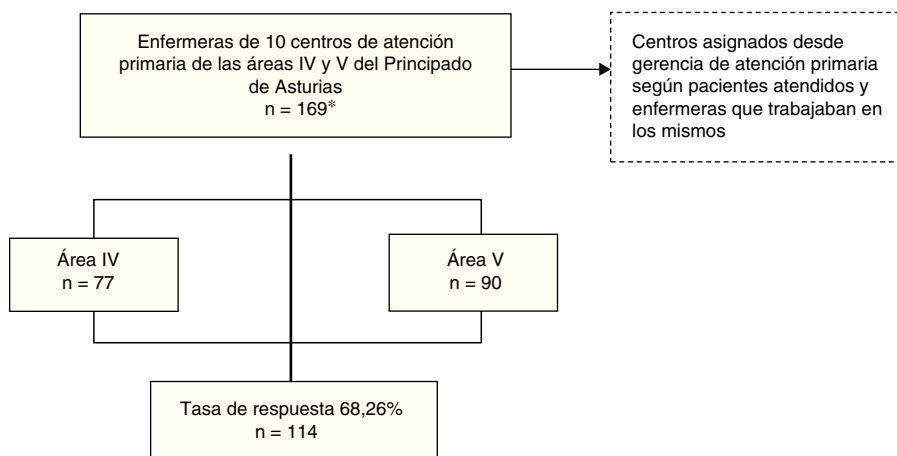 Enfermeras de 10 centros de atención
primaria de las áreas IV y V del Principado
de Asturias
n = 169*
Centros asignados desde
gerencia de atención primaria
según pacientes atendidos y
enfermeras que trabajaban en
los mismos
Área IV
n = 77
Área V
n = 90
Tasa de respuesta 68,26%
n = 114